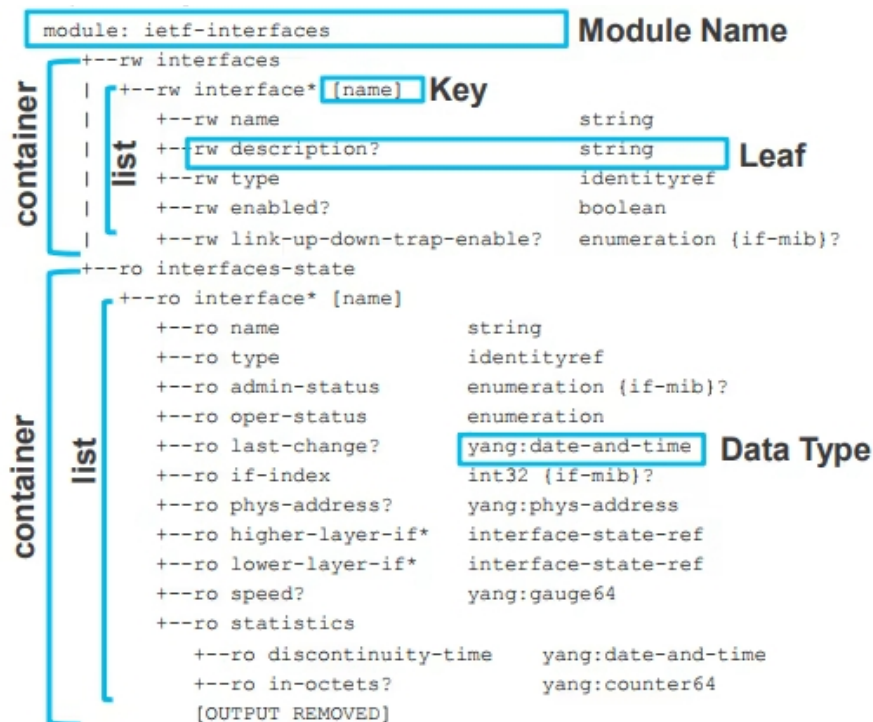 module: ietf-interfaces Module Name
+--rw interfaces
| +--rw interface* [name] Key
| +--rw name string
| +--rw description? string Leaf
| +--rw type identityref
| +--rw enabled? boolean
| +--rw link-up-down-trap-enable? enumeration {if-mib}?
container
list
+--ro interfaces-state
+--ro interface* [name]
+--ro name string
+--ro type identityref
+--ro admin-status enumeration {if-mib}?
+--ro oper-status enumeration
+--ro last-change? yang:date-and-time Data Type
+--ro if-index int32 {if-mib}?
+--ro phys-address? yang:phys-address
+--ro higher-layer-if* interface-state-ref
+--ro lower-layer-if* interface-state-ref
+--ro speed? yang:gauge64
+--ro statistics
+--ro discontinuity-time yang:date-and-time
+--ro in-octets? yang:counter64
[OUTPUT REMOVED]
container
list